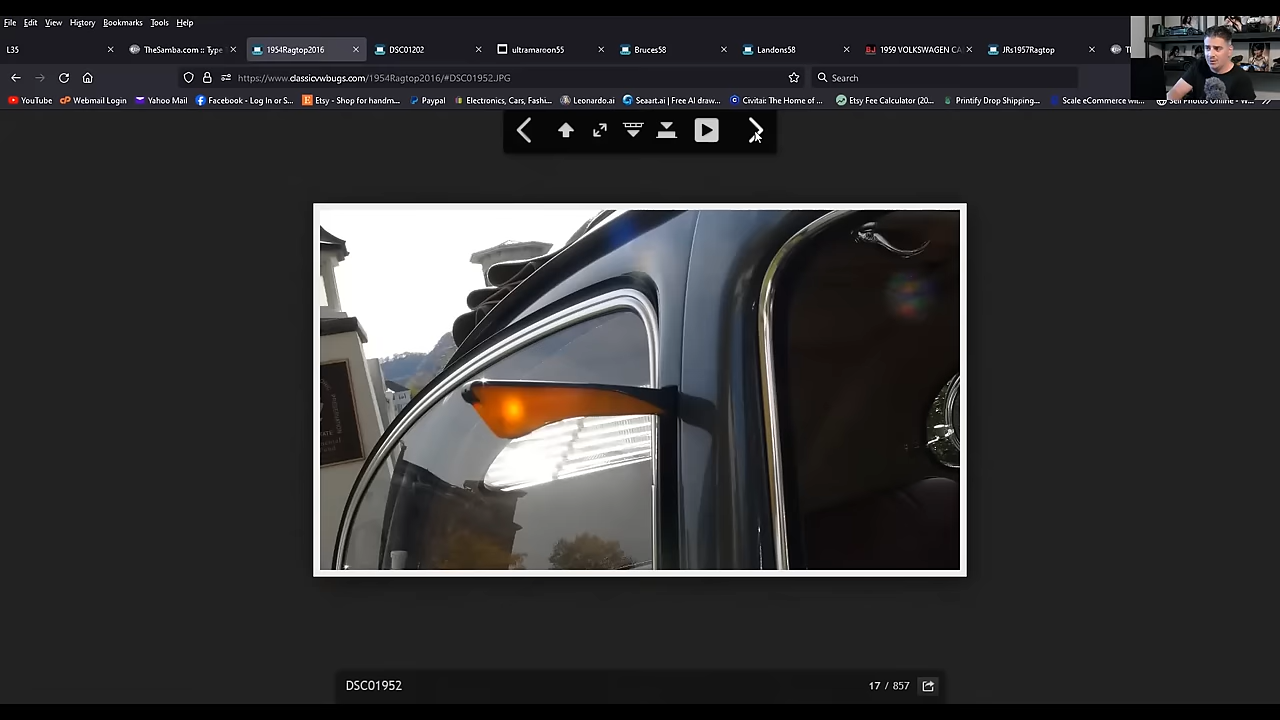 File Edit View History Bookmarks Tools Help
L35 TheSamba.com :: Type 1954Ragtop2016 DSC01202 ultramaroon55 Bruces58 Landons58 1959 VOLKSWAGEN CA JRs1957Ragtop
https://www.classicvwbugs.com/1954Ragtop2016/#DSC01952.JPG Search
YouTube Webmail Login Yahoo Mail Facebook - Log In or S... Etsy - Shop for handm... Paypal Electronics, Cars, Fashi... Leonardo.ai Seaart.ai | Free AI draw... Civitai: The Home of ... Etsy Fee Calculator (20... Printify Drop Shipping,... Scale eCommerce wi...
DSC01952 17 / 857